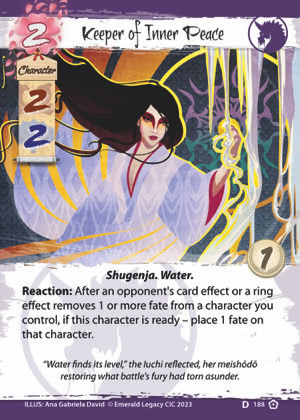 2
Keeper of Inner Peace
Character
2
2
1
Shugenja. Water.
Reaction: After an opponent's card effect or a ring
effect removes 1 or more fate from a character you
control, if this character is ready – place 1 fate on
that character.
"Water finds its level," the Iuchi reflected, her meishōdō
restoring what battle's fury had torn asunder.
ILLUS: Ana Gabriela David © Emerald Legacy CIC 2023
D 188